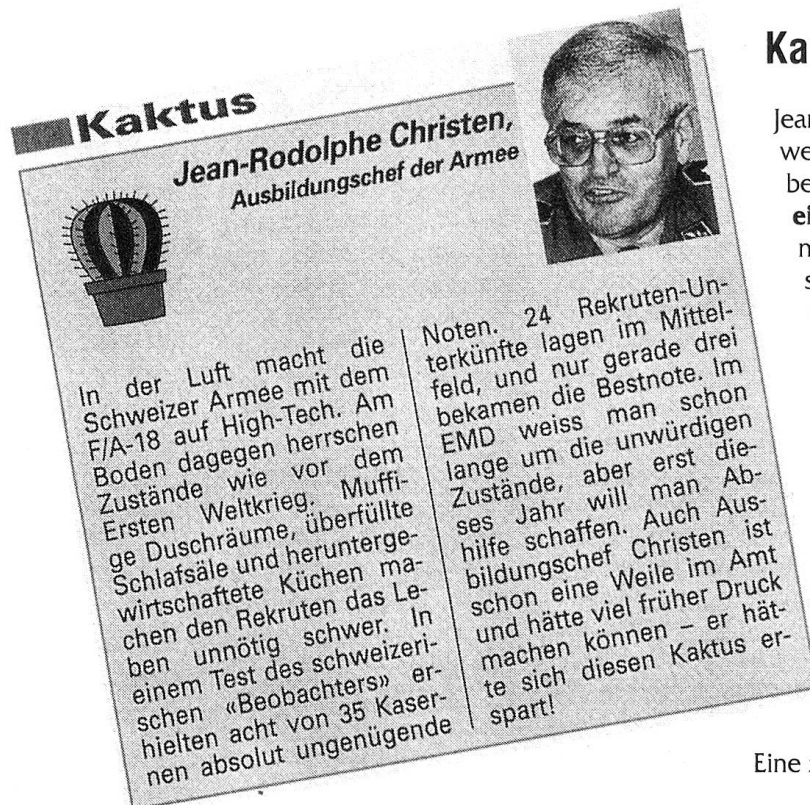 Kaktus
Jean-Rodolphe Christen,
Ausbildungschef der Armee
In der Luft macht die
Schweizer Armee mit dem
F/A-18 auf High-Tech. Am
Boden dagegen herrschen
Zustände wie vor dem
Ersten Weltkrieg. Muffi-
ge Duschräume, überfüllte
Schlafsäle und herunterge-
wirtschaftete Küchen ma-
chen den Rekruten das Le-
ben unnötig schwer. In
einem Test des schweizeri-
schen «Beobachters» er-
hielten acht von 35 Kaser-
nen absolut ungenügende
Noten. 24 Rekruten-Un-
terkünfte lagen im Mittel-
feld, und nur gerade drei
bekamen die Bestnote. Im
EMD weiss man schon
lange um die unwürdigen
Zustände, aber erst die-
ses Jahr will man Ab-
hilfe schaffen. Auch Aus-
bildungschef Christen ist
schon eine Weile im Amt
und hätte viel früher Druck
machen können – er hät-
te sich diesen Kaktus er-
spart!
Ka
Jean
we
be
ei
n
s
Eine